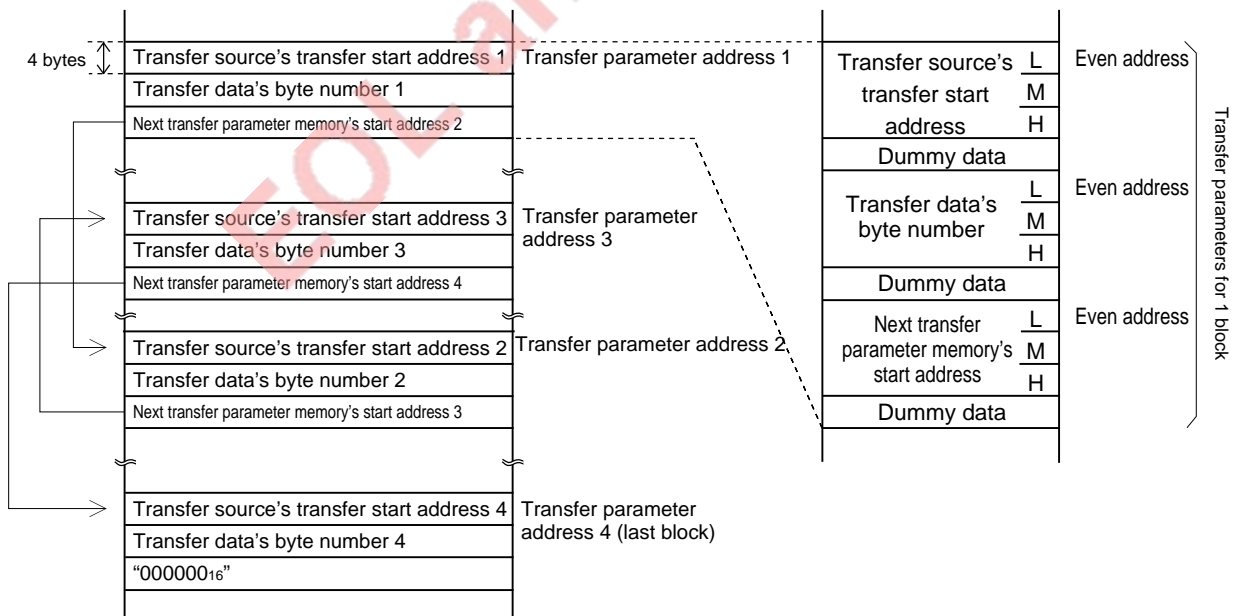 EOL an
4 bytes
Transfer source's transfer start address 1
Transfer data's byte number 1
Next transfer parameter memory's start address 2
Transfer source's transfer start address 3
Transfer data's byte number 3
Next transfer parameter memory's start address 4
Transfer source's transfer start address 2
Transfer data's byte number 2
Next transfer parameter memory's start address 3
Transfer source's transfer start address 4
Transfer data's byte number 4
“00000016”
Transfer parameter address 1
Transfer parameter
address 3
Transfer parameter address 2
Transfer parameter
address 4 (last block)
Transfer source's
transfer start
address
L
M
H
Dummy data
Transfer data's
byte number
L
M
H
Dummy data
Next transfer
parameter memory's
start address
L
M
H
Dummy data
Even address
Even address
Even address
Transfer parameters for 1 block